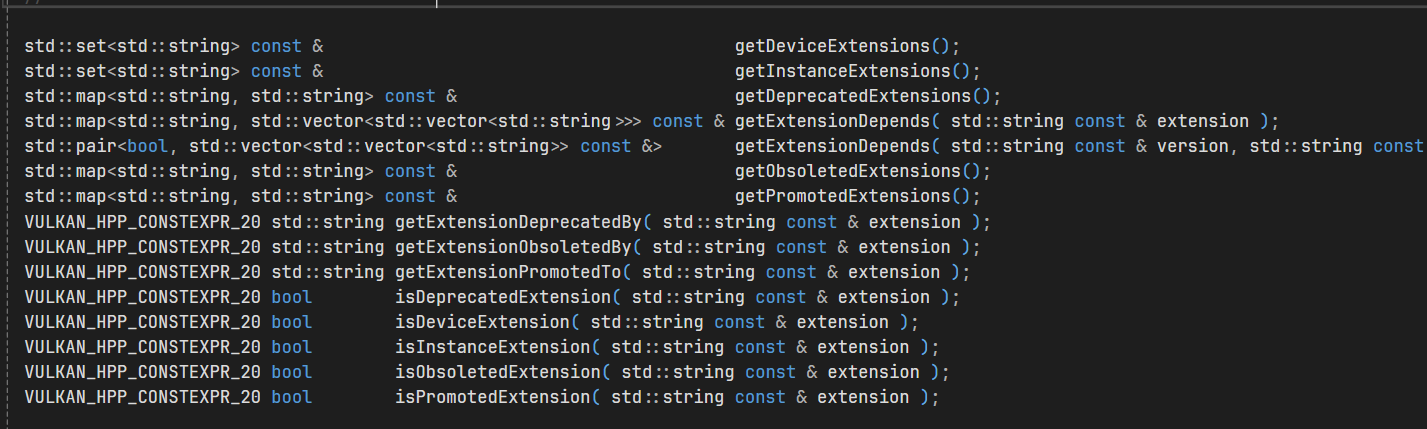 //
std::set<std::string> const & getDeviceExtensions();
std::set<std::string> const & getInstanceExtensions();
std::map<std::string, std::string> const & getDeprecatedExtensions();
std::map<std::string, std::vector<std::vector<std::string>>> const & getExtensionDepends( std::string const & extension );
std::pair<bool, std::vector<std::vector<std::string>> const &> getExtensionDepends( std::string const & version, std::string const
std::map<std::string, std::string> const & getObsoletedExtensions();
std::map<std::string, std::string> const & getPromotedExtensions();
VULKAN_HPP_CONSTEXPR_20 std::string getExtensionDeprecatedBy( std::string const & extension );
VULKAN_HPP_CONSTEXPR_20 std::string getExtensionObsoletedBy( std::string const & extension );
VULKAN_HPP_CONSTEXPR_20 std::string getExtensionPromotedTo( std::string const & extension );
VULKAN_HPP_CONSTEXPR_20 bool isDeprecatedExtension( std::string const & extension );
VULKAN_HPP_CONSTEXPR_20 bool isDeviceExtension( std::string const & extension );
VULKAN_HPP_CONSTEXPR_20 bool isInstanceExtension( std::string const & extension );
VULKAN_HPP_CONSTEXPR_20 bool isObsoletedExtension( std::string const & extension );
VULKAN_HPP_CONSTEXPR_20 bool isPromotedExtension( std::string const & extension );